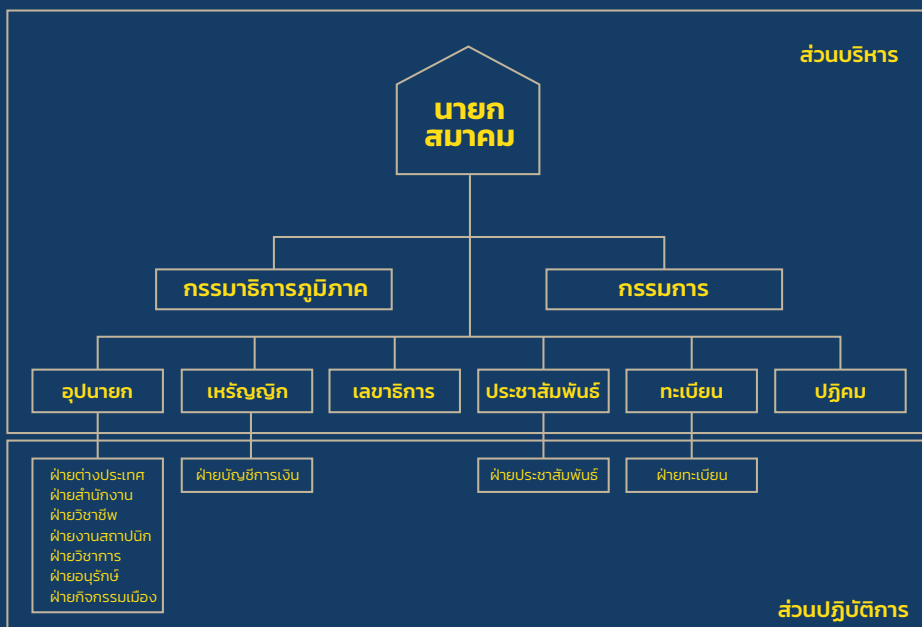 ส่วนบริหาร
นายก
สมาคม
กรรมาธิการภูมิภาค
กรรมการ
อุปนายก
เหรัญญิก
เลขาธิการ
ประชาสัมพันธ์
ทะเบียน
ปฏิคม
ฝ่ายต่างประเทศ
ฝ่ายสำนักงาน
ฝ่ายวิชาชีพ
ฝ่ายงานสถาปนิก
ฝ่ายวิชาการ
ฝ่ายอนุรักษ์
ฝ่ายกิจกรรมเมือง
ฝ่ายบัญชีการเงิน
ฝ่ายประชาสัมพันธ์
ฝ่ายทะเบียน
ส่วนปฏิบัติการ